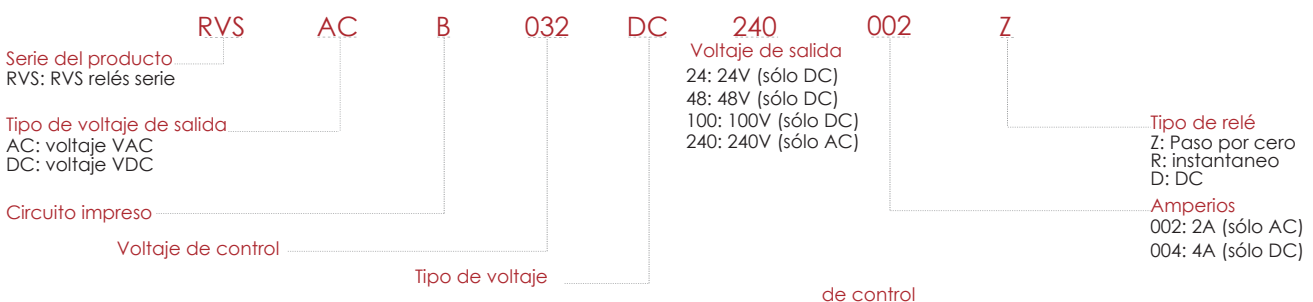 RVS AC B 032 DC 240 002 Z
Serie del producto
RVS: RVS relés serie
Tipo de voltaje de salida
AC: voltaje VAC
DC: voltaje VDC
Circuito impreso
Voltaje de control
Tipo de voltaje
de control
Voltaje de salida
24: 24V (sólo DC)
48: 48V (sólo DC)
100: 100V (sólo DC)
240: 240V (sólo AC)
Tipo de relé
Z: Paso por cero
R: instantaneo
D: DC
Amperios
002: 2A (sólo AC)
004: 4A (sólo DC)